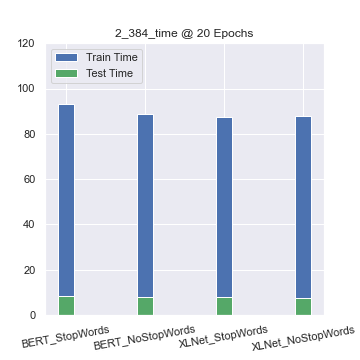 2_384_time @ 20 Epochs
Train Time
Test Time
120
100
80
60
40
20
0
BERT_StopWords
BERT_NoStopWords
XLNet_StopWords
XLNet_NoStopWords